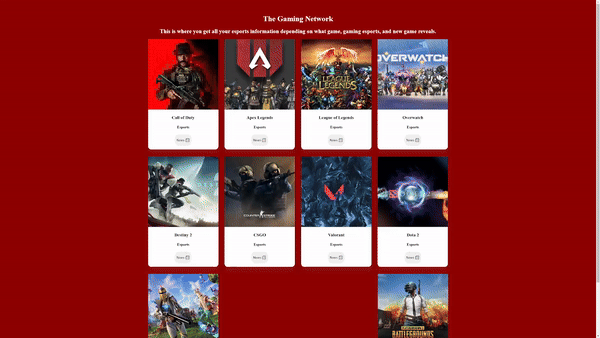 The Gaming Network
This is where you get all your esports information depending on what game, gaming esports, and new game reveals.
LEAGUE OF
LEGENDS
OVERWATCH
Call of Duty
Apex Legends
League of Legends
Overwatch
Esports
Esports
Esports
Esports
News
News
News
News
Destiny 2
CSGO
Valorant
Dota 2
Esports
Esports
Esports
Esports
News
News
News
News
BATTLEGROUNDS